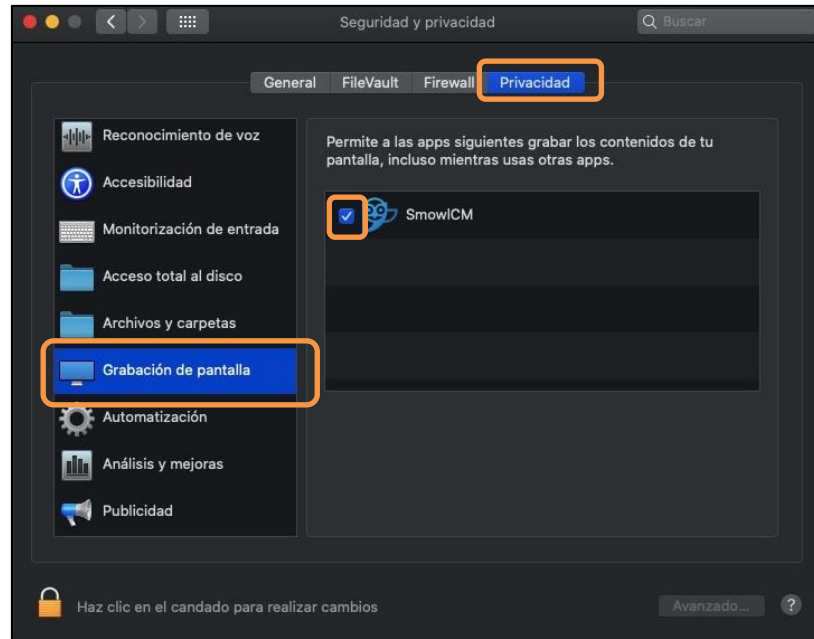 Seguridad y privacidad
Buscar
General FileVault Firewall Privacidad
Reconocimiento de voz
Accesibilidad
Monitorización de entrada
Acceso total al disco
Archivos y carpetas
Grabación de pantalla
Automatización
Análisis y mejoras
Publicidad
Permite a las apps siguientes grabar los contenidos de tu
pantalla, incluso mientras usas otras apps.
SmowlCM
Haz clic en el candado para realizar cambios
Avanzado... ?